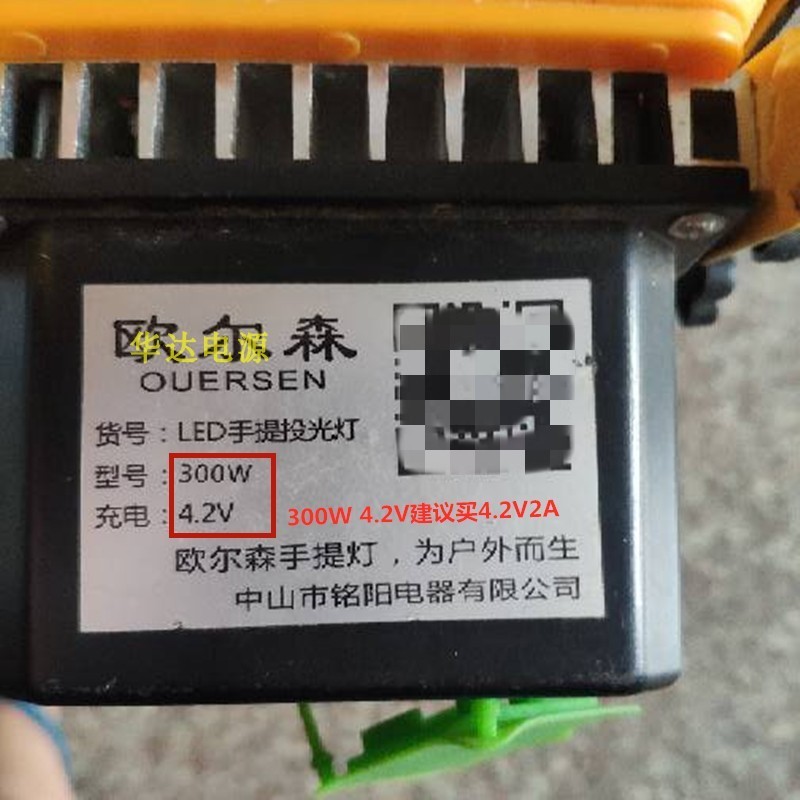 欧尔森
华达电源
OUERSEN
货号：LED手提投光灯
型号：300W
充电：4.2V
300W 4.2V建议买4.2V2A
欧尔森手提灯，为户外而生
中山市铭阳电器有限公司